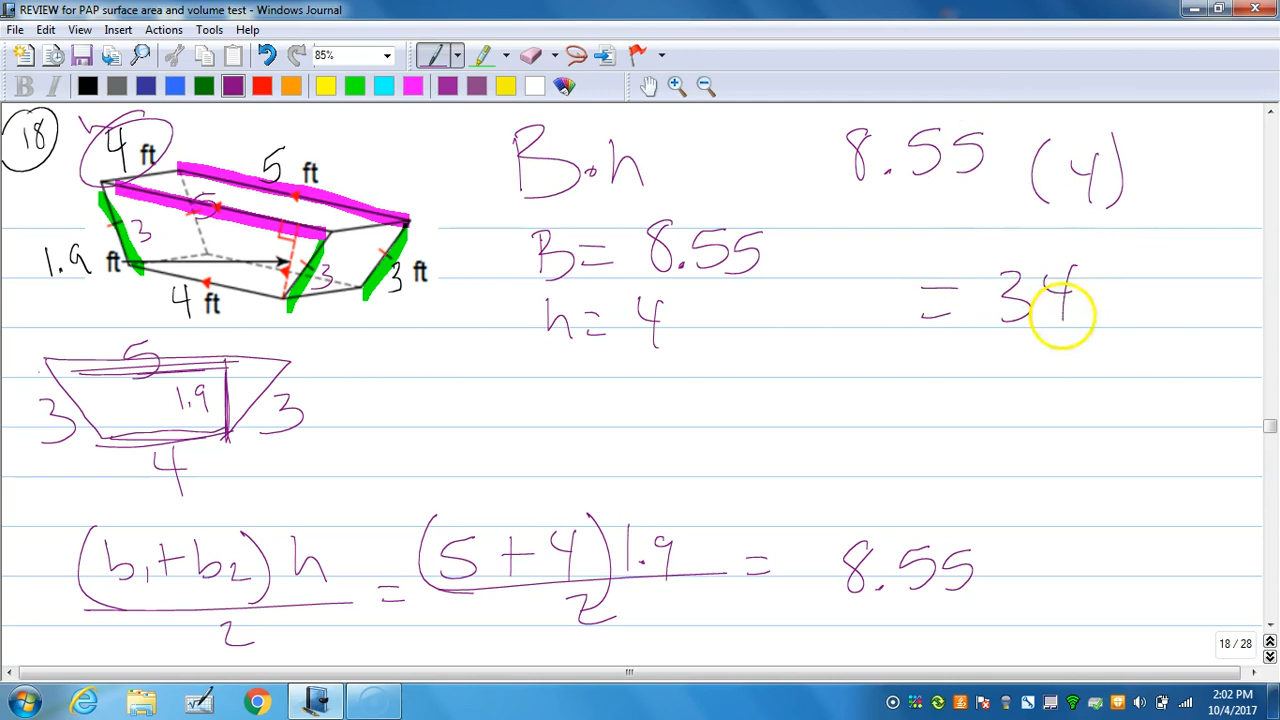 REVIEW for PAP surface area and volume test - Windows Journal
File Edit View Insert Actions Tools Help
85%
B I
18
4 ft
5 ft
5
3
3
3 ft
1.9 ft
4 ft
B•h
B = 8.55
h = 4
8.55 (4)
= 34
5
3 1.9 3
4
(b1+b2)h / 2 = (5+4)1.9 / 2 = 8.55
18 / 28
2:02 PM
10/4/2017